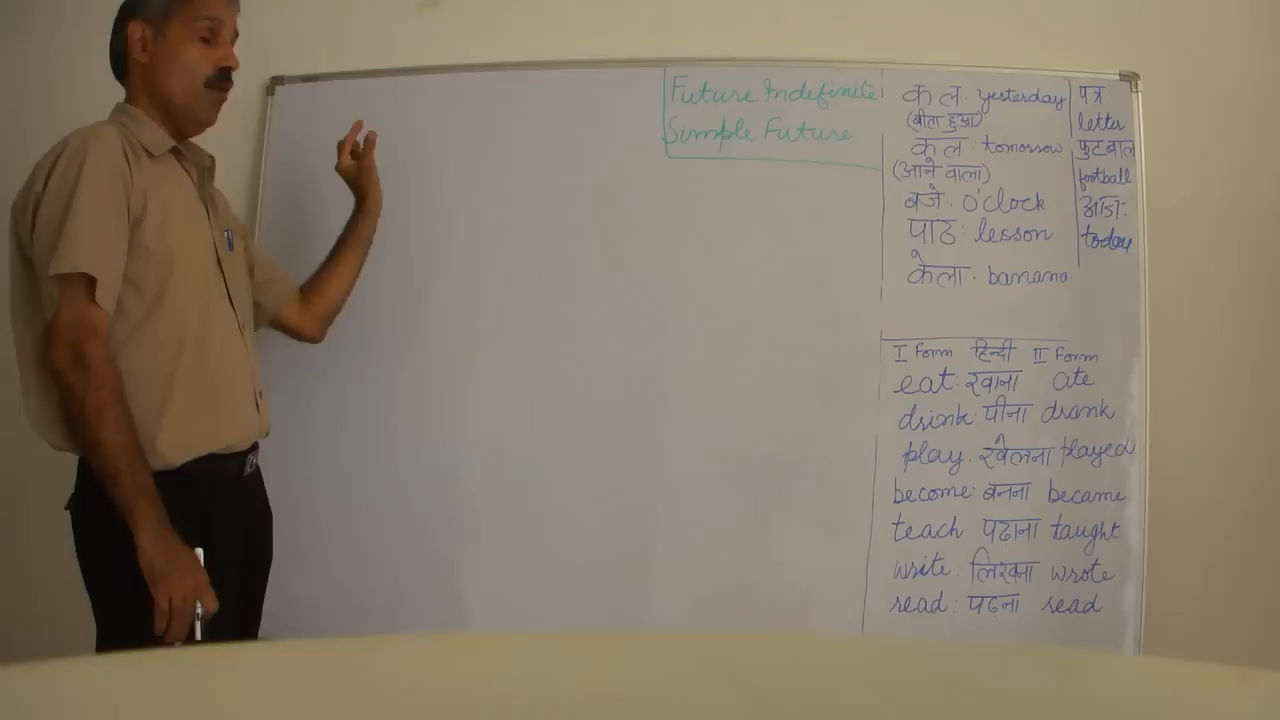 Future Indefinite
Simple Future
कल. yesterday
(बीता हुआ)
कल. tomorrow
(आने वाला)
बजे. o'clock
पाठ: lesson
केला. banana
पत्र
letter
फुटबाल
football
आज:
today
I Form हिन्दी II Form
eat. खाना ate
drink: पीना drank
play. खेलना played
become: बनना became
teach पढाना taught
write. लिखना wrote
read: पढ़ना read